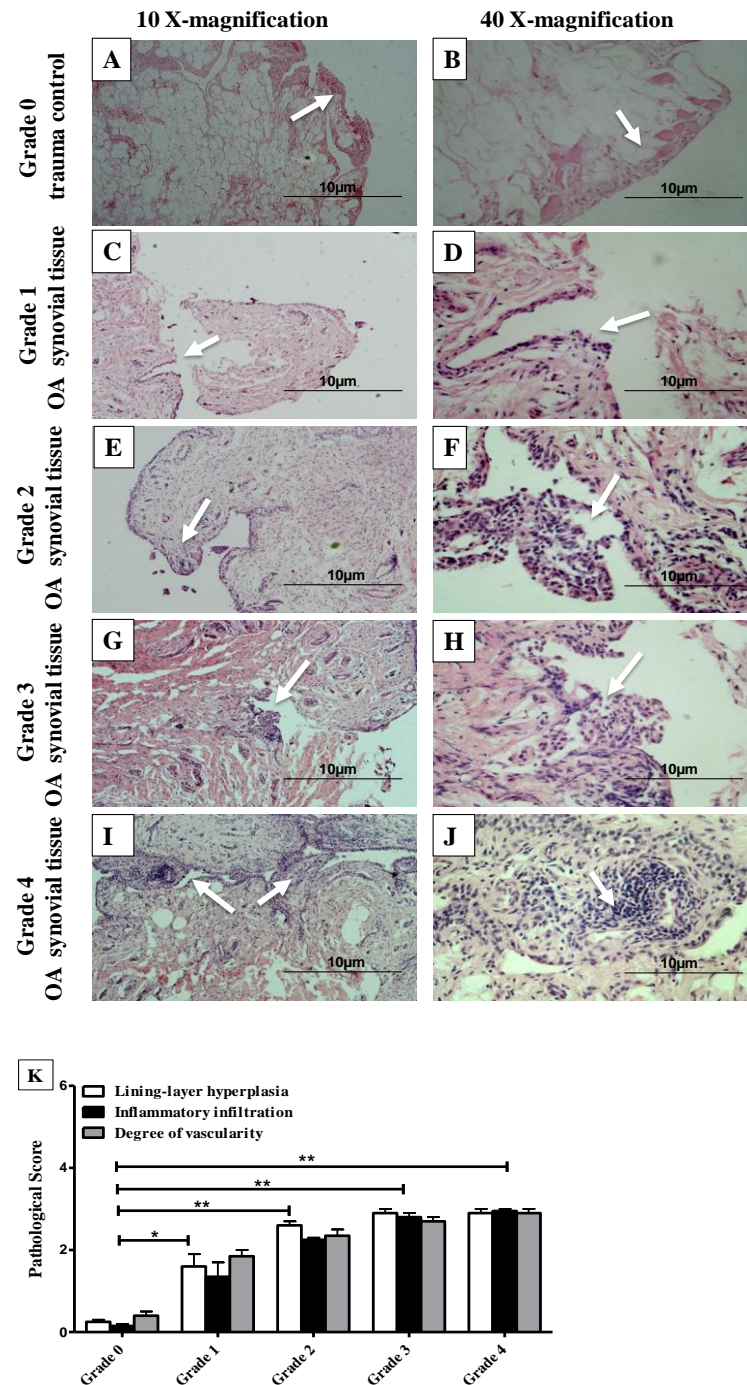 10 X-magnification
40 X-magnification
Grade 0
trauma control
A
10µm
B
10µm
Grade 1
OA synovial tissue
C
10µm
D
10µm
Grade 2
OA synovial tissue
E
10µm
F
10µm
Grade 3
OA synovial tissue
G
10µm
H
10µm
Grade 4
OA synovial tissue
I
10µm
J
10µm
K
Pathological Score
6
4
2
0
Lining-layer hyperplasia
Inflammatory infiltration
Degree of vascularity
**
**
**
*
Grade 0
Grade 1
Grade 2
Grade 3
Grade 4